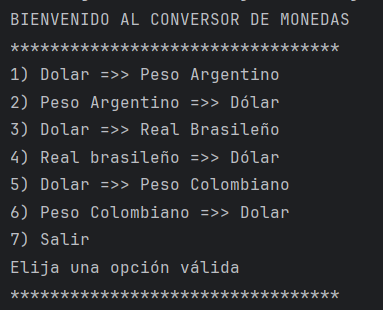 BIENVENIDO AL CONVERSOR DE MONEDAS
*********************************
1) Dolar =>> Peso Argentino
2) Peso Argentino =>> Dólar
3) Dolar =>> Real Brasileño
4) Real brasileño =>> Dólar
5) Dolar =>> Peso Colombiano
6) Peso Colombiano =>> Dolar
7) Salir
Elija una opción válida
*********************************